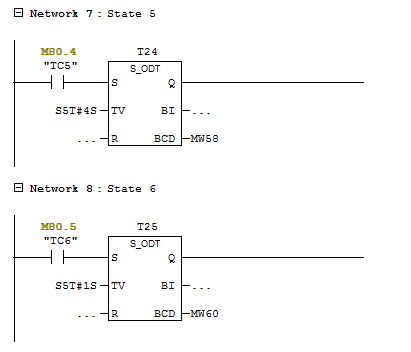 Network 7 : State 5
M80.4 T24
"TC5" S_ODT
S Q
S5T#4S TV BI ...
... R BCD MW58
Network 8 : State 6
M80.5 T25
"TC6" S_ODT
S Q
S5T#1S TV BI ...
... R BCD MW60